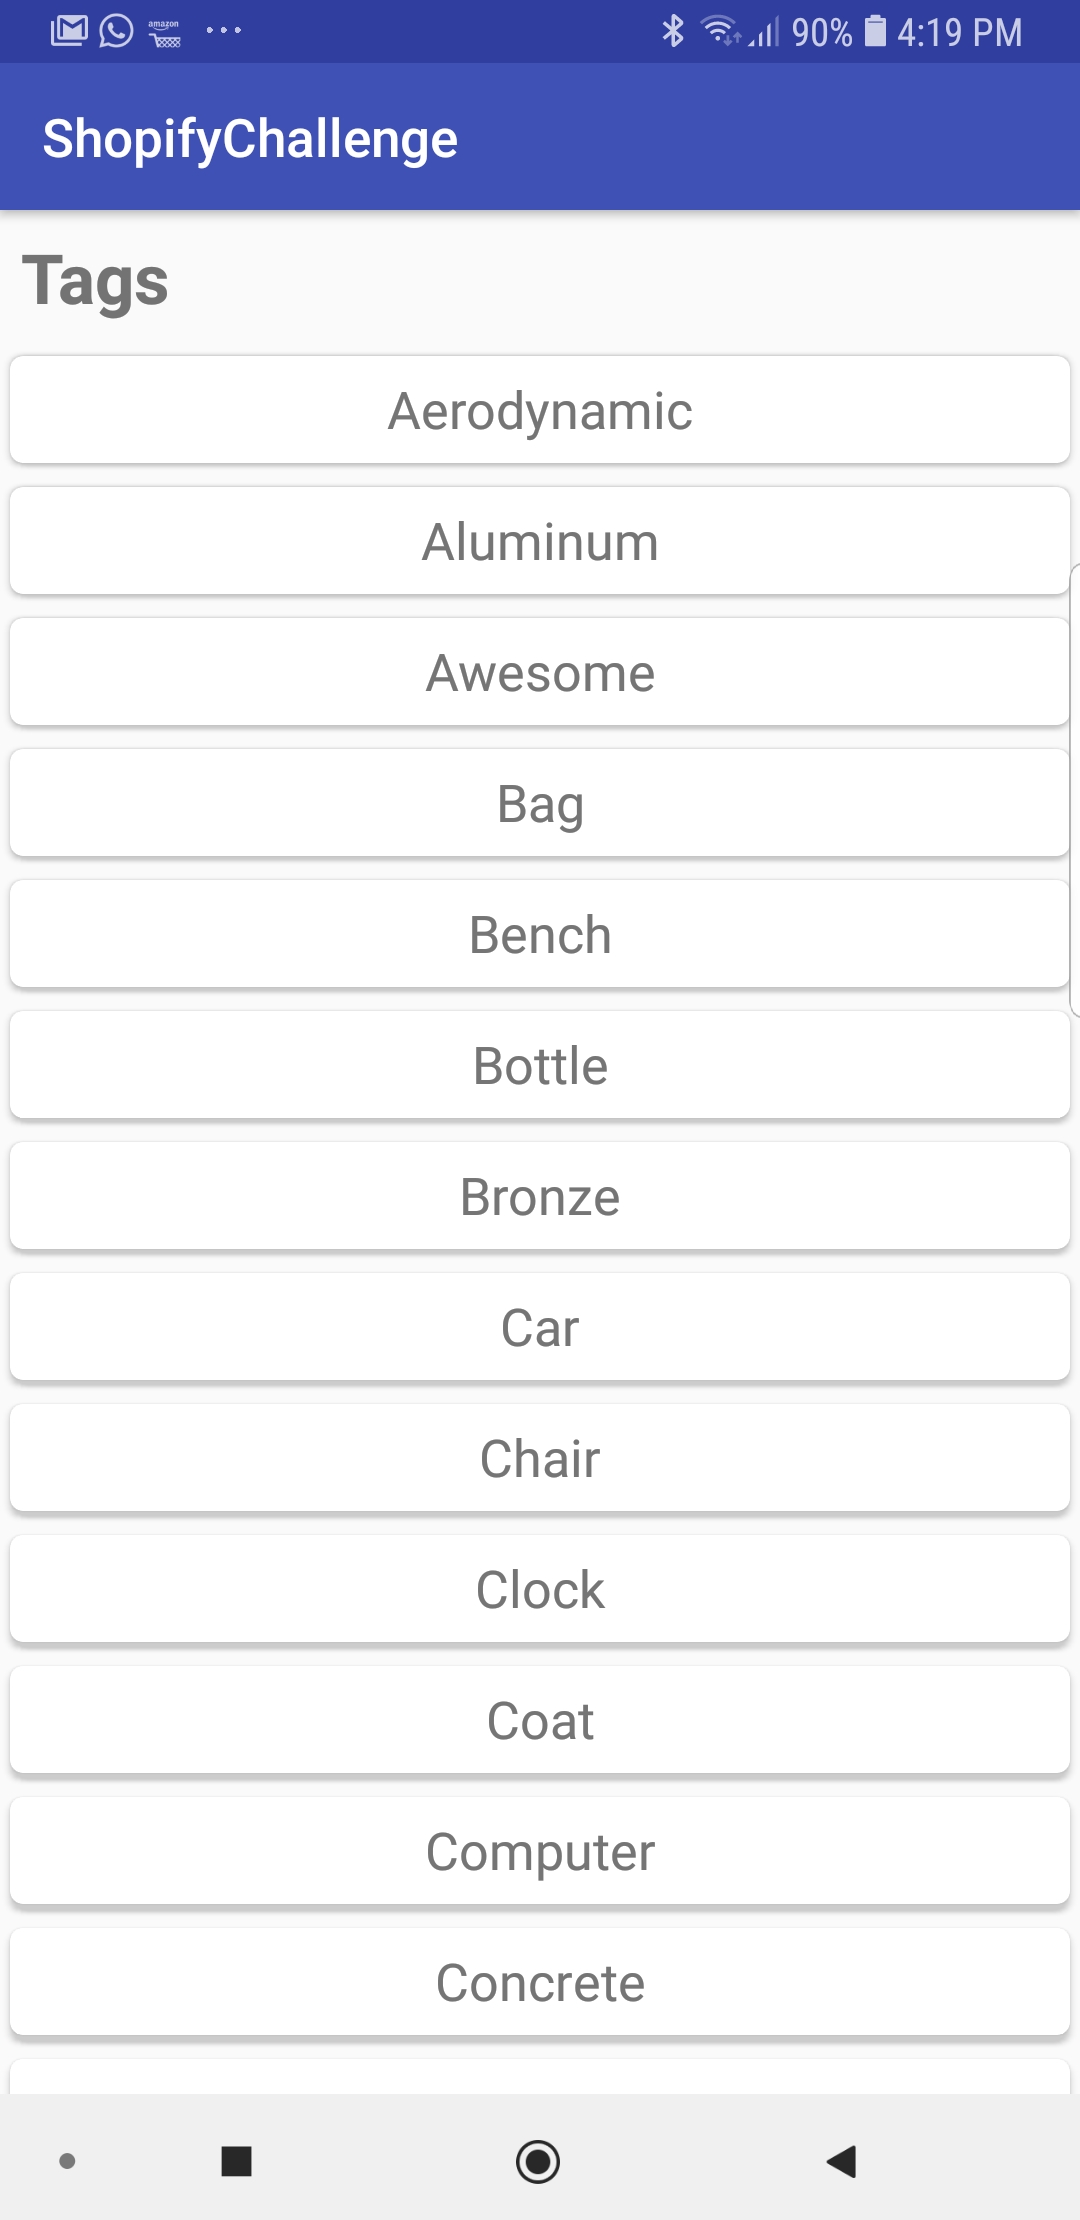 amazon
90% 4:19 PM
ShopifyChallenge
Tags
Aerodynamic
Aluminum
Awesome
Bag
Bench
Bottle
Bronze
Car
Chair
Clock
Coat
Computer
Concrete